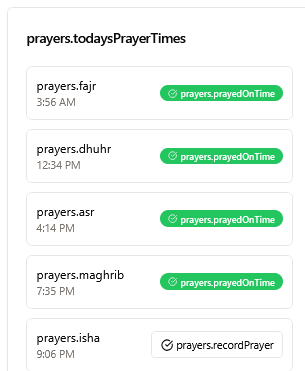 prayers.todaysPrayerTimes
prayers.fajr
3:56 AM
prayers.prayedOnTime
prayers.dhuhr
12:34 PM
prayers.prayedOnTime
prayers.asr
4:14 PM
prayers.prayedOnTime
prayers.maghrib
7:35 PM
prayers.prayedOnTime
prayers.isha
9:06 PM
prayers.recordPrayer